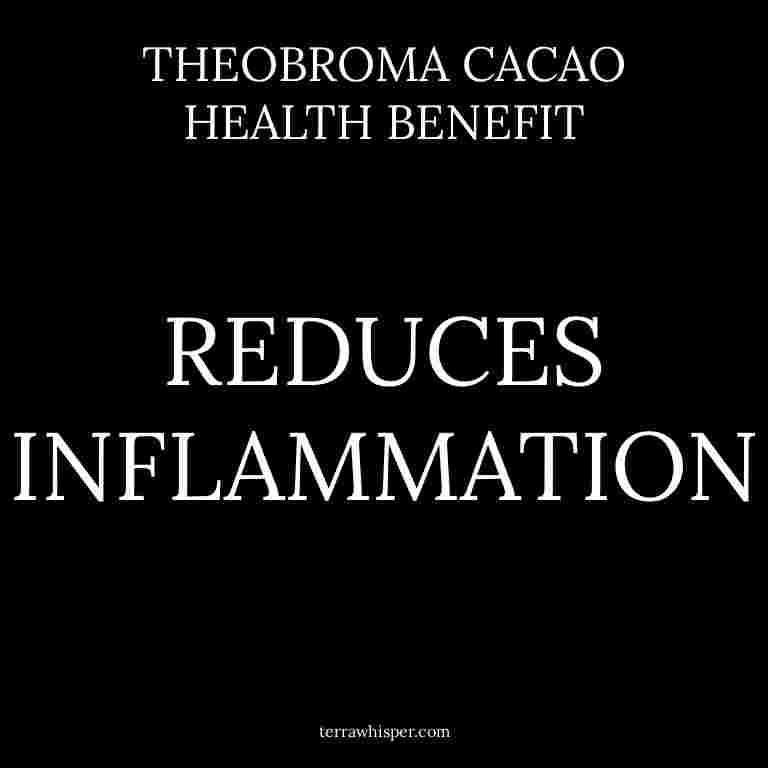 THEOBROMA CACAO
HEALTH BENEFIT
REDUCES
INFLAMMATION
terrawhisper.com